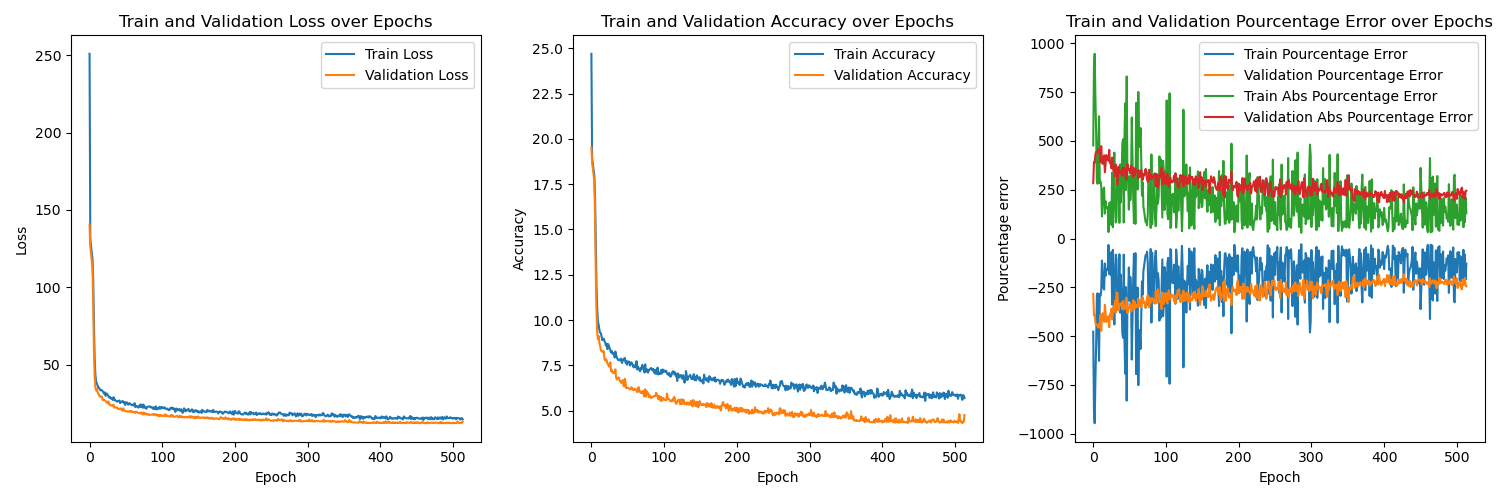 Train and Validation Loss over Epochs
250
200
150
100
50
Loss
0
100
200
300
400
500
Epoch
Train Loss
Validation Loss
Train and Validation Accuracy over Epochs
25.0
22.5
20.0
17.5
15.0
12.5
10.0
7.5
5.0
Accuracy
0
100
200
300
400
500
Epoch
Train Accuracy
Validation Accuracy
Train and Validation Pourcentage Error over Epochs
1000
750
500
250
0
−250
−500
−750
−1000
Pourcentage error
0
100
200
300
400
500
Epoch
Train Pourcentage Error
Validation Pourcentage Error
Train Abs Pourcentage Error
Validation Abs Pourcentage Error